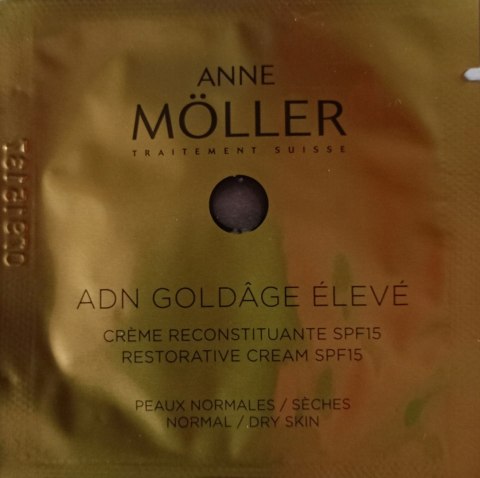 ANNE
MÖLLER
TRAITEMENT SUISSE
ADN GOLDÂGE ÉLEVÉ
CRÈME RECONSTITUANTE SPF15
RESTORATIVE CREAM SPF15
PEAUX NORMALES / SÈCHES
NORMAL / DRY SKIN